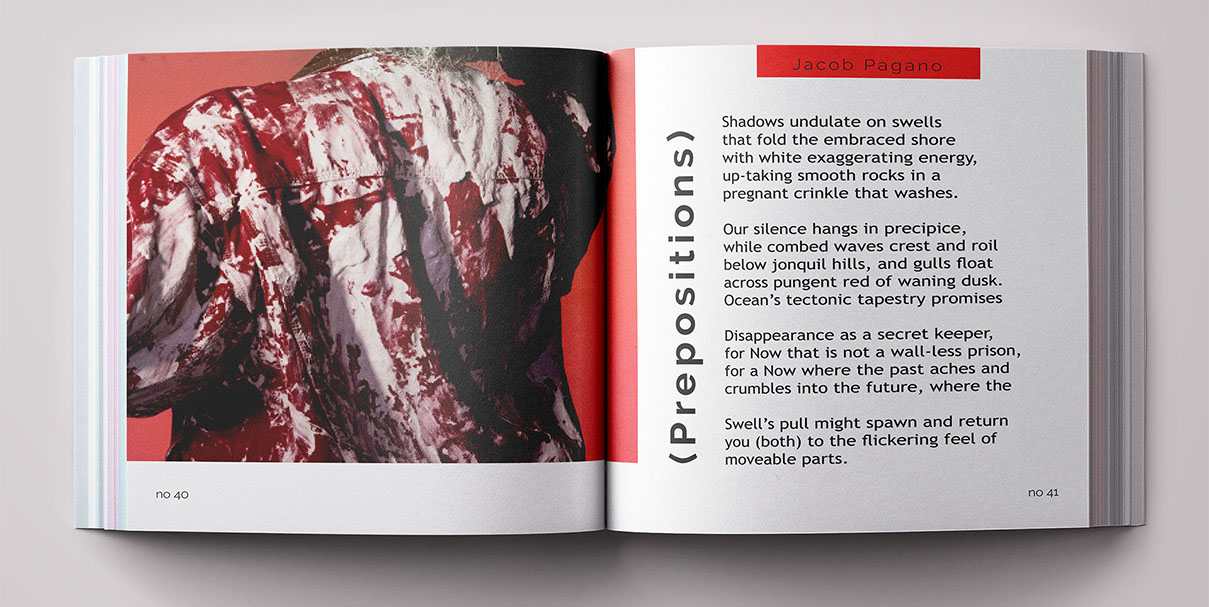 Jacob Pagano
(Prepositions)
Shadows undulate on swells
that fold the embraced shore
with white exaggerating energy,
up-taking smooth rocks in a
pregnant crinkle that washes.
Our silence hangs in precipice,
while combed waves crest and roil
below jonquil hills, and gulls float
across pungent red of waning dusk.
Ocean’s tectonic tapestry promises
Disappearance as a secret keeper,
for Now that is not a wall-less prison,
for a Now where the past aches and
crumbles into the future, where the
Swell’s pull might spawn and return
you (both) to the flickering feel of
moveable parts.
no 40
no 41